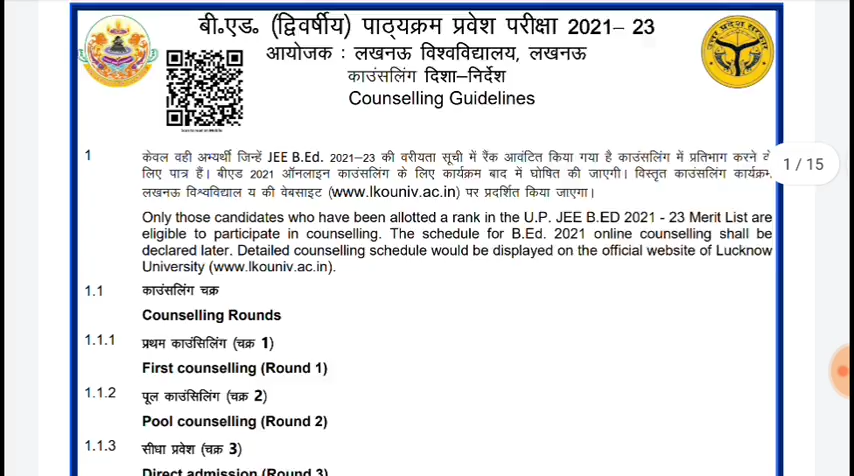 बी०एड० (द्विवर्षीय) पाठ्यक्रम प्रवेश परीक्षा 2021– 23
आयोजक : लखनऊ विश्वविद्यालय, लखनऊ
काउंसलिंग दिशा–निर्देश
Counselling Guidelines
1 केवल वही अभ्यर्थी जिन्हें JEE B.Ed. 2021–23 की वरीयता सूची में रैंक आवंटित किया गया है काउंसलिंग में प्रतिभाग करने के
1 / 15
लिए पात्र हैं। बीएड 2021 ऑनलाइन काउंसलिंग के लिए कार्यक्रम बाद में घोषित की जाएगी। विस्तृत काउंसलिंग कार्यक्रम
लखनऊ विश्वविद्याल य की वेबसाइट (www.lkouniv.ac.in) पर प्रदर्शित किया जाएगा।
Only those candidates who have been allotted a rank in the U.P. JEE B.ED 2021 - 23 Merit List are
eligible to participate in counselling. The schedule for B.Ed. 2021 online counselling shall be
declared later. Detailed counselling schedule would be displayed on the official website of Lucknow
University (www.lkouniv.ac.in).
1.1 काउंसलिंग चक्र
Counselling Rounds
1.1.1 प्रथम काउंसिलिंग (चक्र 1)
First counselling (Round 1)
1.1.2 पूल काउंसिलिंग (चक्र 2)
Pool counselling (Round 2)
1.1.3 सीधा प्रवेश (चक्र 3)
Direct admission (Round 3)